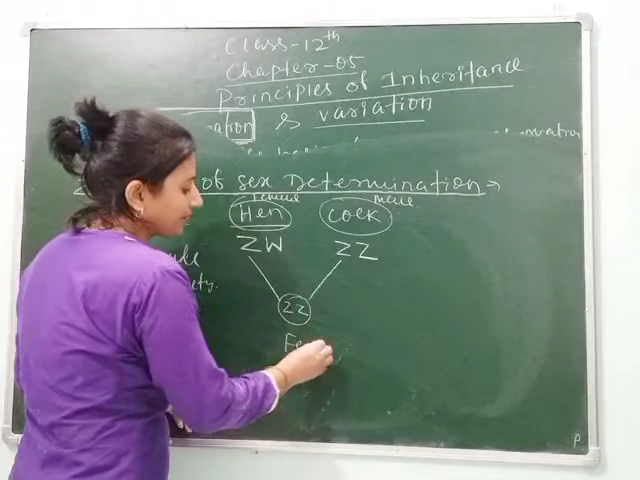 Class-12th
Chapter-05
Principles of Inheritance
& variation
of sex Determination
Female
Hen
Male
Cock
ZW
ZZ
ZZ
Fe
P